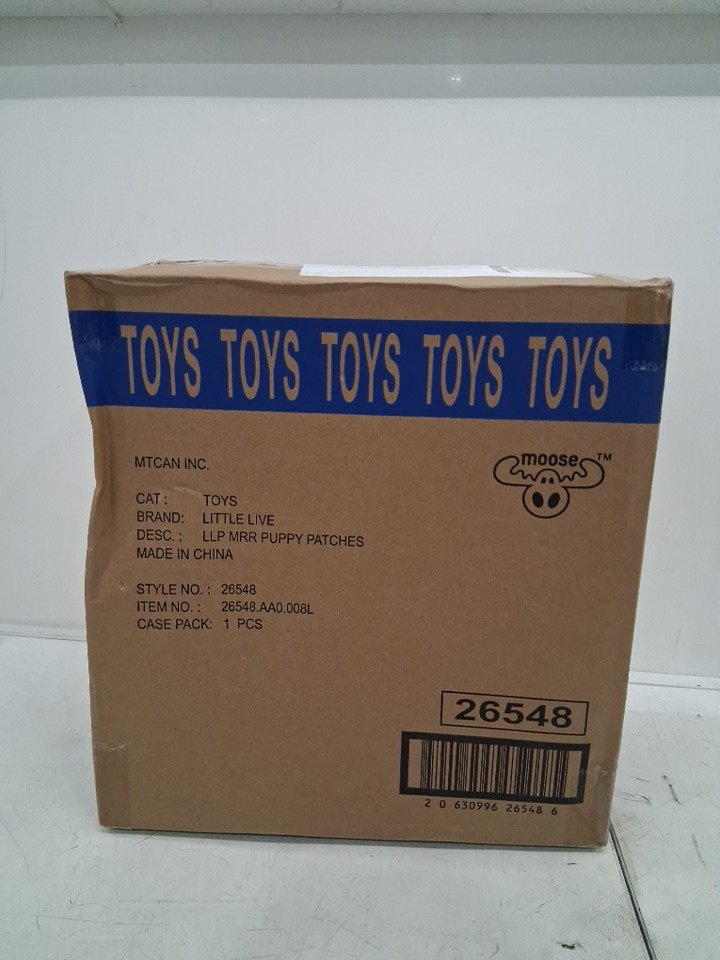 TOYS TOYS TOYS TOYS TOYS
moose™
MTCAN INC.
CAT : TOYS
BRAND: LITTLE LIVE
DESC. : LLP MRR PUPPY PATCHES
MADE IN CHINA
STYLE NO. : 26548
ITEM NO. : 26548.AA0.008L
CASE PACK: 1 PCS
26548
2 0 630996 26548 6